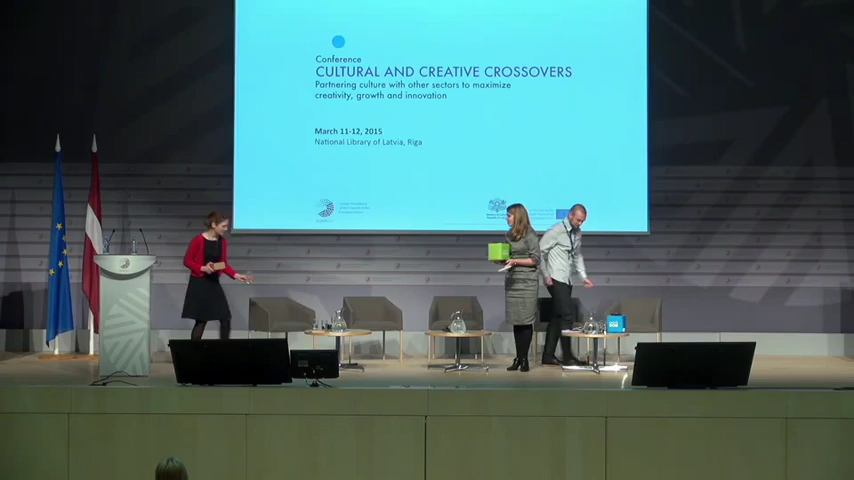 Conference
CULTURAL AND CREATIVE CROSSOVERS
Partnering culture with other sectors to maximize
creativity, growth and innovation
March 11-12, 2015
National Library of Latvia, Riga